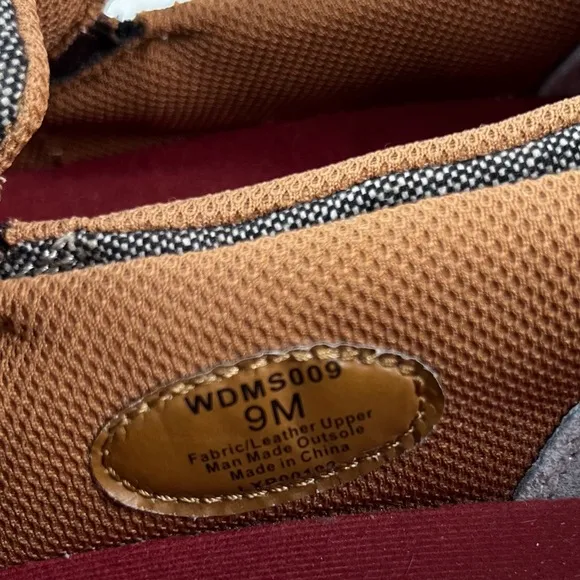 WDMS009
9M
Fabric/Leather Upper
Man Made Outsole
Made in China